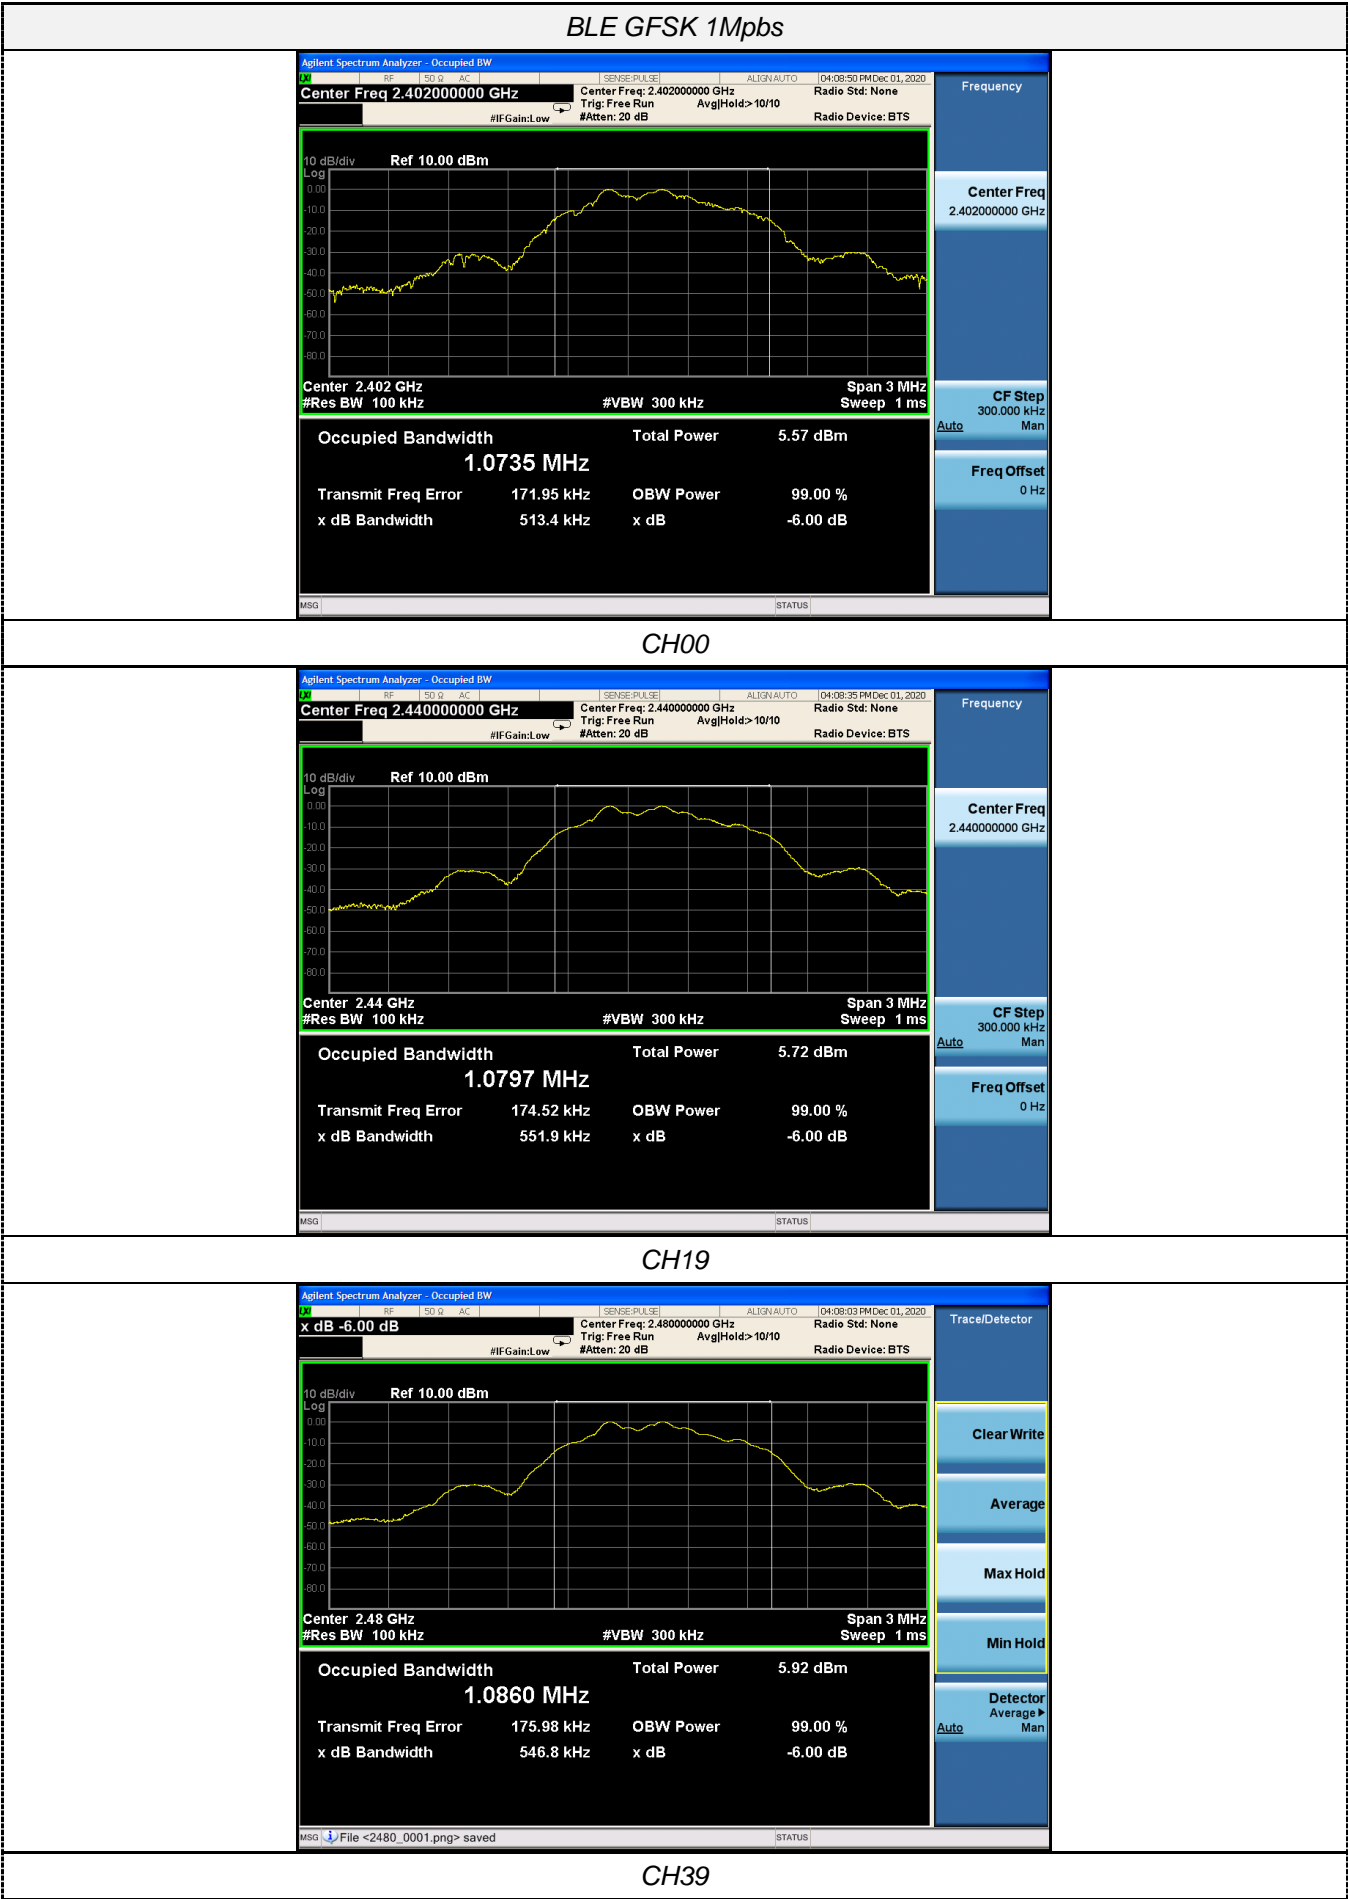 BLE GFSK 1Mpbs
Agilent Spectrum Analyzer - Occupied BW
LXI RF 50 Ω AC SENSE:PULSE ALIGN AUTO 04:08:50 PM Dec 01, 2020
Center Freq 2.402000000 GHz
Center Freq: 2.402000000 GHz Radio Std: None
Trig: Free Run Avg|Hold:> 10/10
#IFGain:Low #Atten: 20 dB Radio Device: BTS
Frequency
10 dB/div Ref 10.00 dBm
Log
0.00
-10.0
-20.0
-30.0
-40.0
-50.0
-60.0
-70.0
-80.0
Center 2.402 GHz Span 3 MHz
#Res BW 100 kHz #VBW 300 kHz Sweep 1 ms
Center Freq
2.402000000 GHz
CF Step
300.000 kHz
Auto Man
Freq Offset
0 Hz
Occupied Bandwidth Total Power 5.57 dBm
1.0735 MHz
Transmit Freq Error 171.95 kHz OBW Power 99.00 %
x dB Bandwidth 513.4 kHz x dB -6.00 dB
MSG STATUS
CH00
Agilent Spectrum Analyzer - Occupied BW
LXI RF 50 Ω AC SENSE:PULSE ALIGN AUTO 04:08:35 PM Dec 01, 2020
Center Freq 2.440000000 GHz
Center Freq: 2.440000000 GHz Radio Std: None
Trig: Free Run Avg|Hold:> 10/10
#IFGain:Low #Atten: 20 dB Radio Device: BTS
Frequency
10 dB/div Ref 10.00 dBm
Log
0.00
-10.0
-20.0
-30.0
-40.0
-50.0
-60.0
-70.0
-80.0
Center 2.44 GHz Span 3 MHz
#Res BW 100 kHz #VBW 300 kHz Sweep 1 ms
Center Freq
2.440000000 GHz
CF Step
300.000 kHz
Auto Man
Freq Offset
0 Hz
Occupied Bandwidth Total Power 5.72 dBm
1.0797 MHz
Transmit Freq Error 174.52 kHz OBW Power 99.00 %
x dB Bandwidth 551.9 kHz x dB -6.00 dB
MSG STATUS
CH19
Agilent Spectrum Analyzer - Occupied BW
LXI RF 50 Ω AC SENSE:PULSE ALIGN AUTO 04:08:03 PM Dec 01, 2020
x dB -6.00 dB
Center Freq: 2.480000000 GHz Radio Std: None
Trig: Free Run Avg|Hold:> 10/10
#IFGain:Low #Atten: 20 dB Radio Device: BTS
Trace/Detector
10 dB/div Ref 10.00 dBm
Log
0.00
-10.0
-20.0
-30.0
-40.0
-50.0
-60.0
-70.0
-80.0
Center 2.48 GHz Span 3 MHz
#Res BW 100 kHz #VBW 300 kHz Sweep 1 ms
Clear Write
Average
Max Hold
Min Hold
Detector
Average▶
Auto Man
Occupied Bandwidth Total Power 5.92 dBm
1.0860 MHz
Transmit Freq Error 175.98 kHz OBW Power 99.00 %
x dB Bandwidth 546.8 kHz x dB -6.00 dB
MSG File <2480_0001.png> saved STATUS
CH39